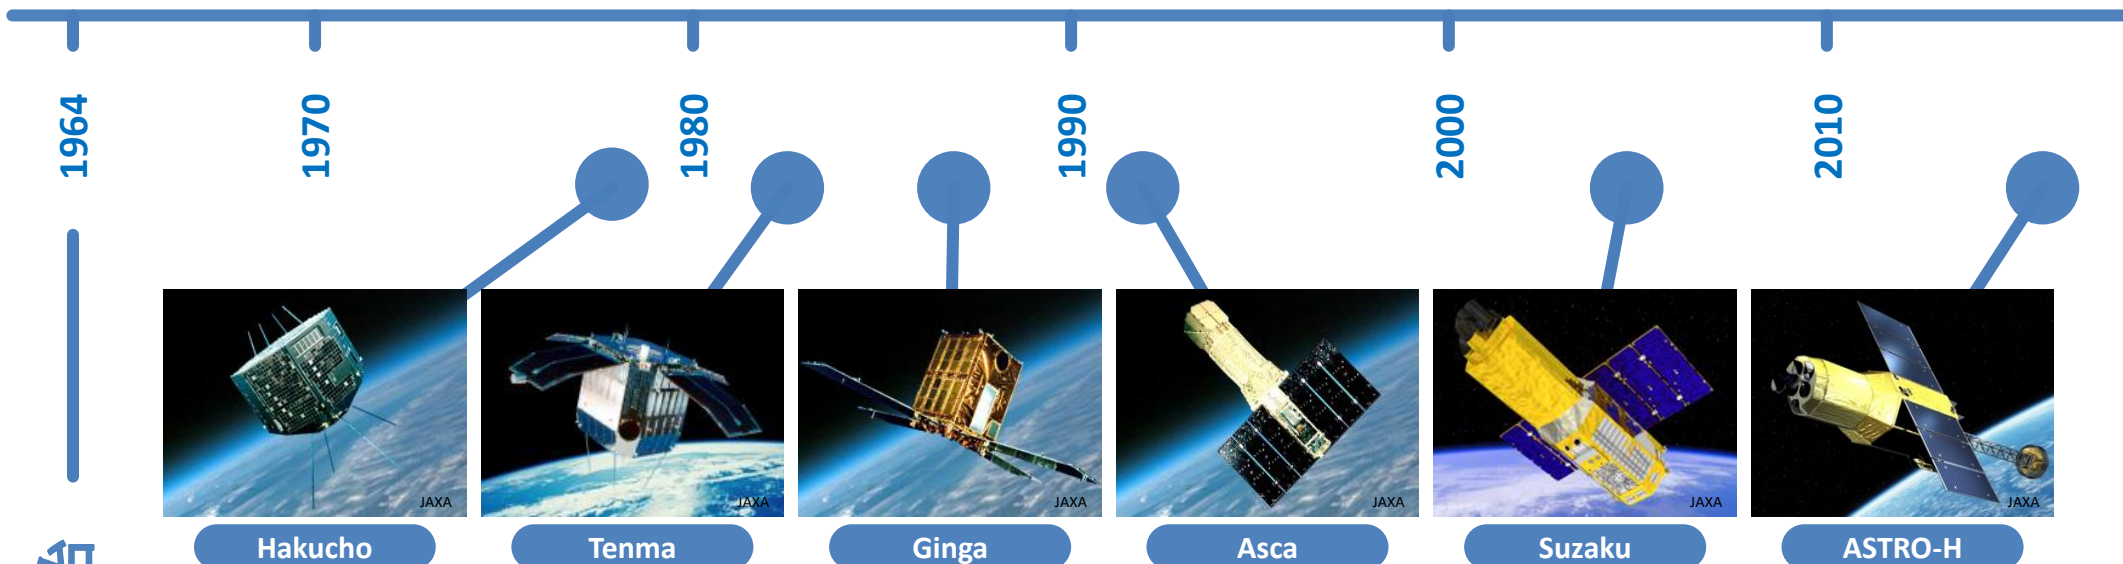 1964
1970
1980
1990
2000
2010
JAXA
JAXA
JAXA
JAXA
JAXA
JAXA
Hakucho
Tenma
Ginga
Asca
Suzaku
ASTRO-H